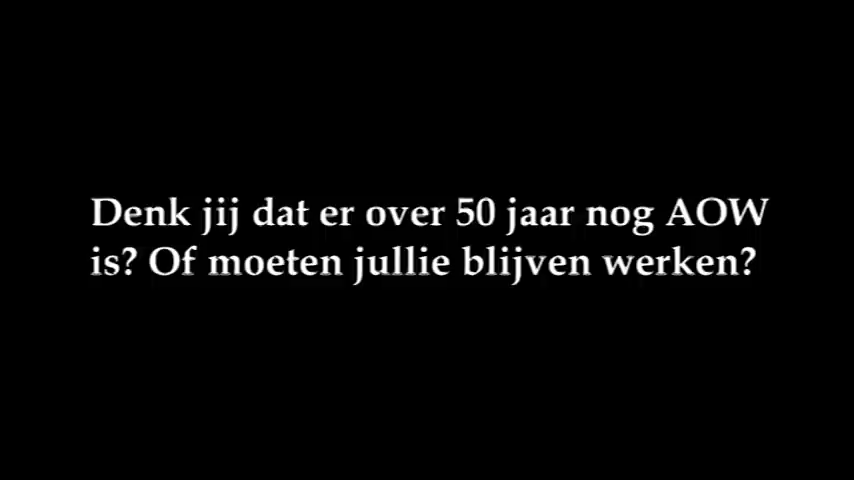 Denk jij dat er over 50 jaar nog AOW
is? Of moeten jullie blijven werken?